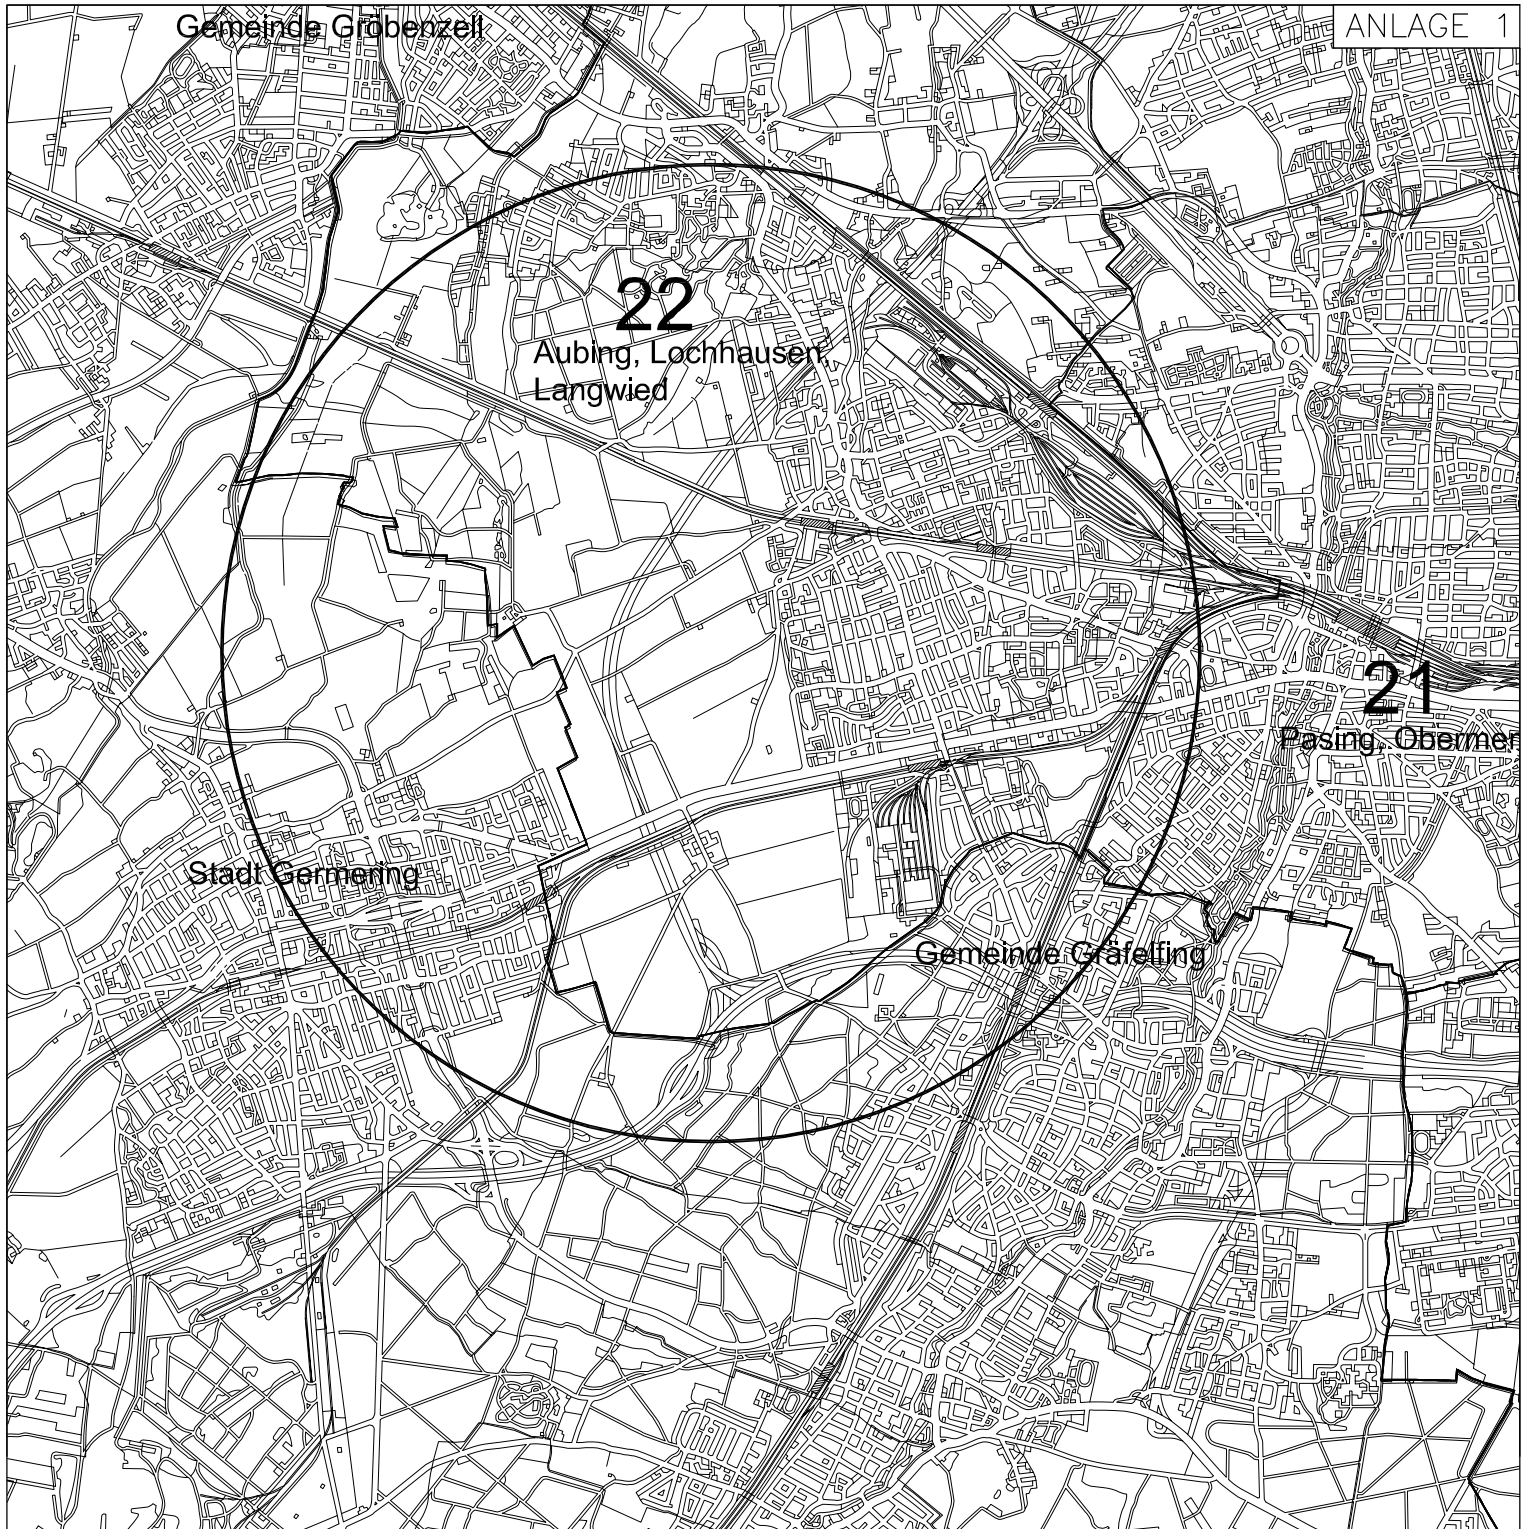 Gemeinde Gröbenzell
ANLAGE 1
22
Aubing, Lochhausen,
Langwied
21
Pasing, Obermen
Stadt Germering
Gemeinde Gräfelfing